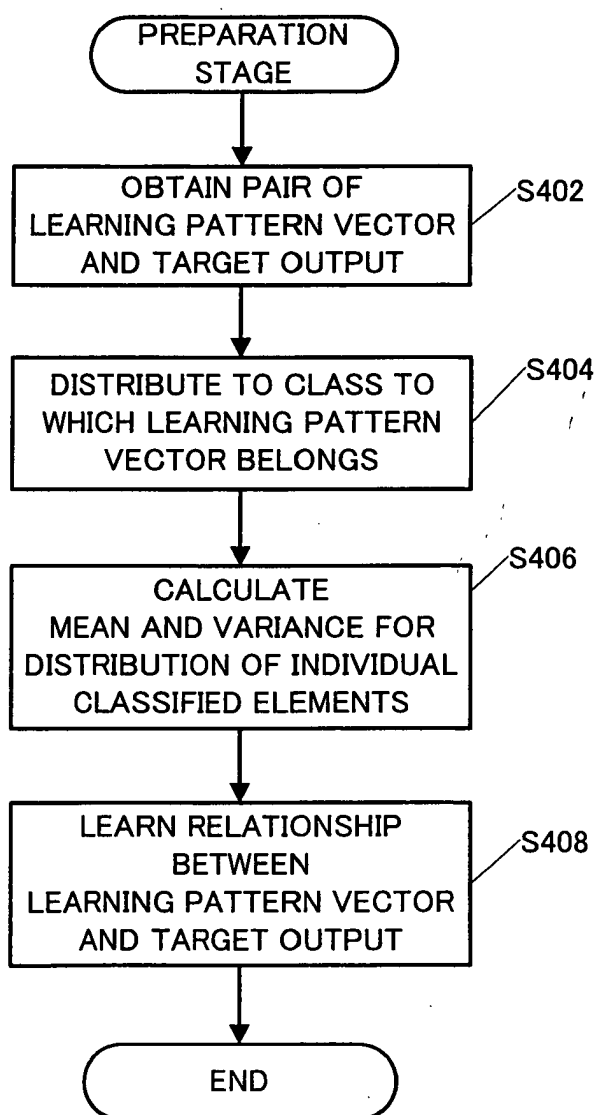 PREPARATION
STAGE
OBTAIN PAIR OF
LEARNING PATTERN VECTOR
AND TARGET OUTPUT
S402
DISTRIBUTE TO CLASS TO
WHICH LEARNING PATTERN
VECTOR BELONGS
S404
CALCULATE
MEAN AND VARIANCE FOR
DISTRIBUTION OF INDIVIDUAL
CLASSIFIED ELEMENTS
S406
LEARN RELATIONSHIP
BETWEEN
LEARNING PATTERN VECTOR
AND TARGET OUTPUT
S408
END